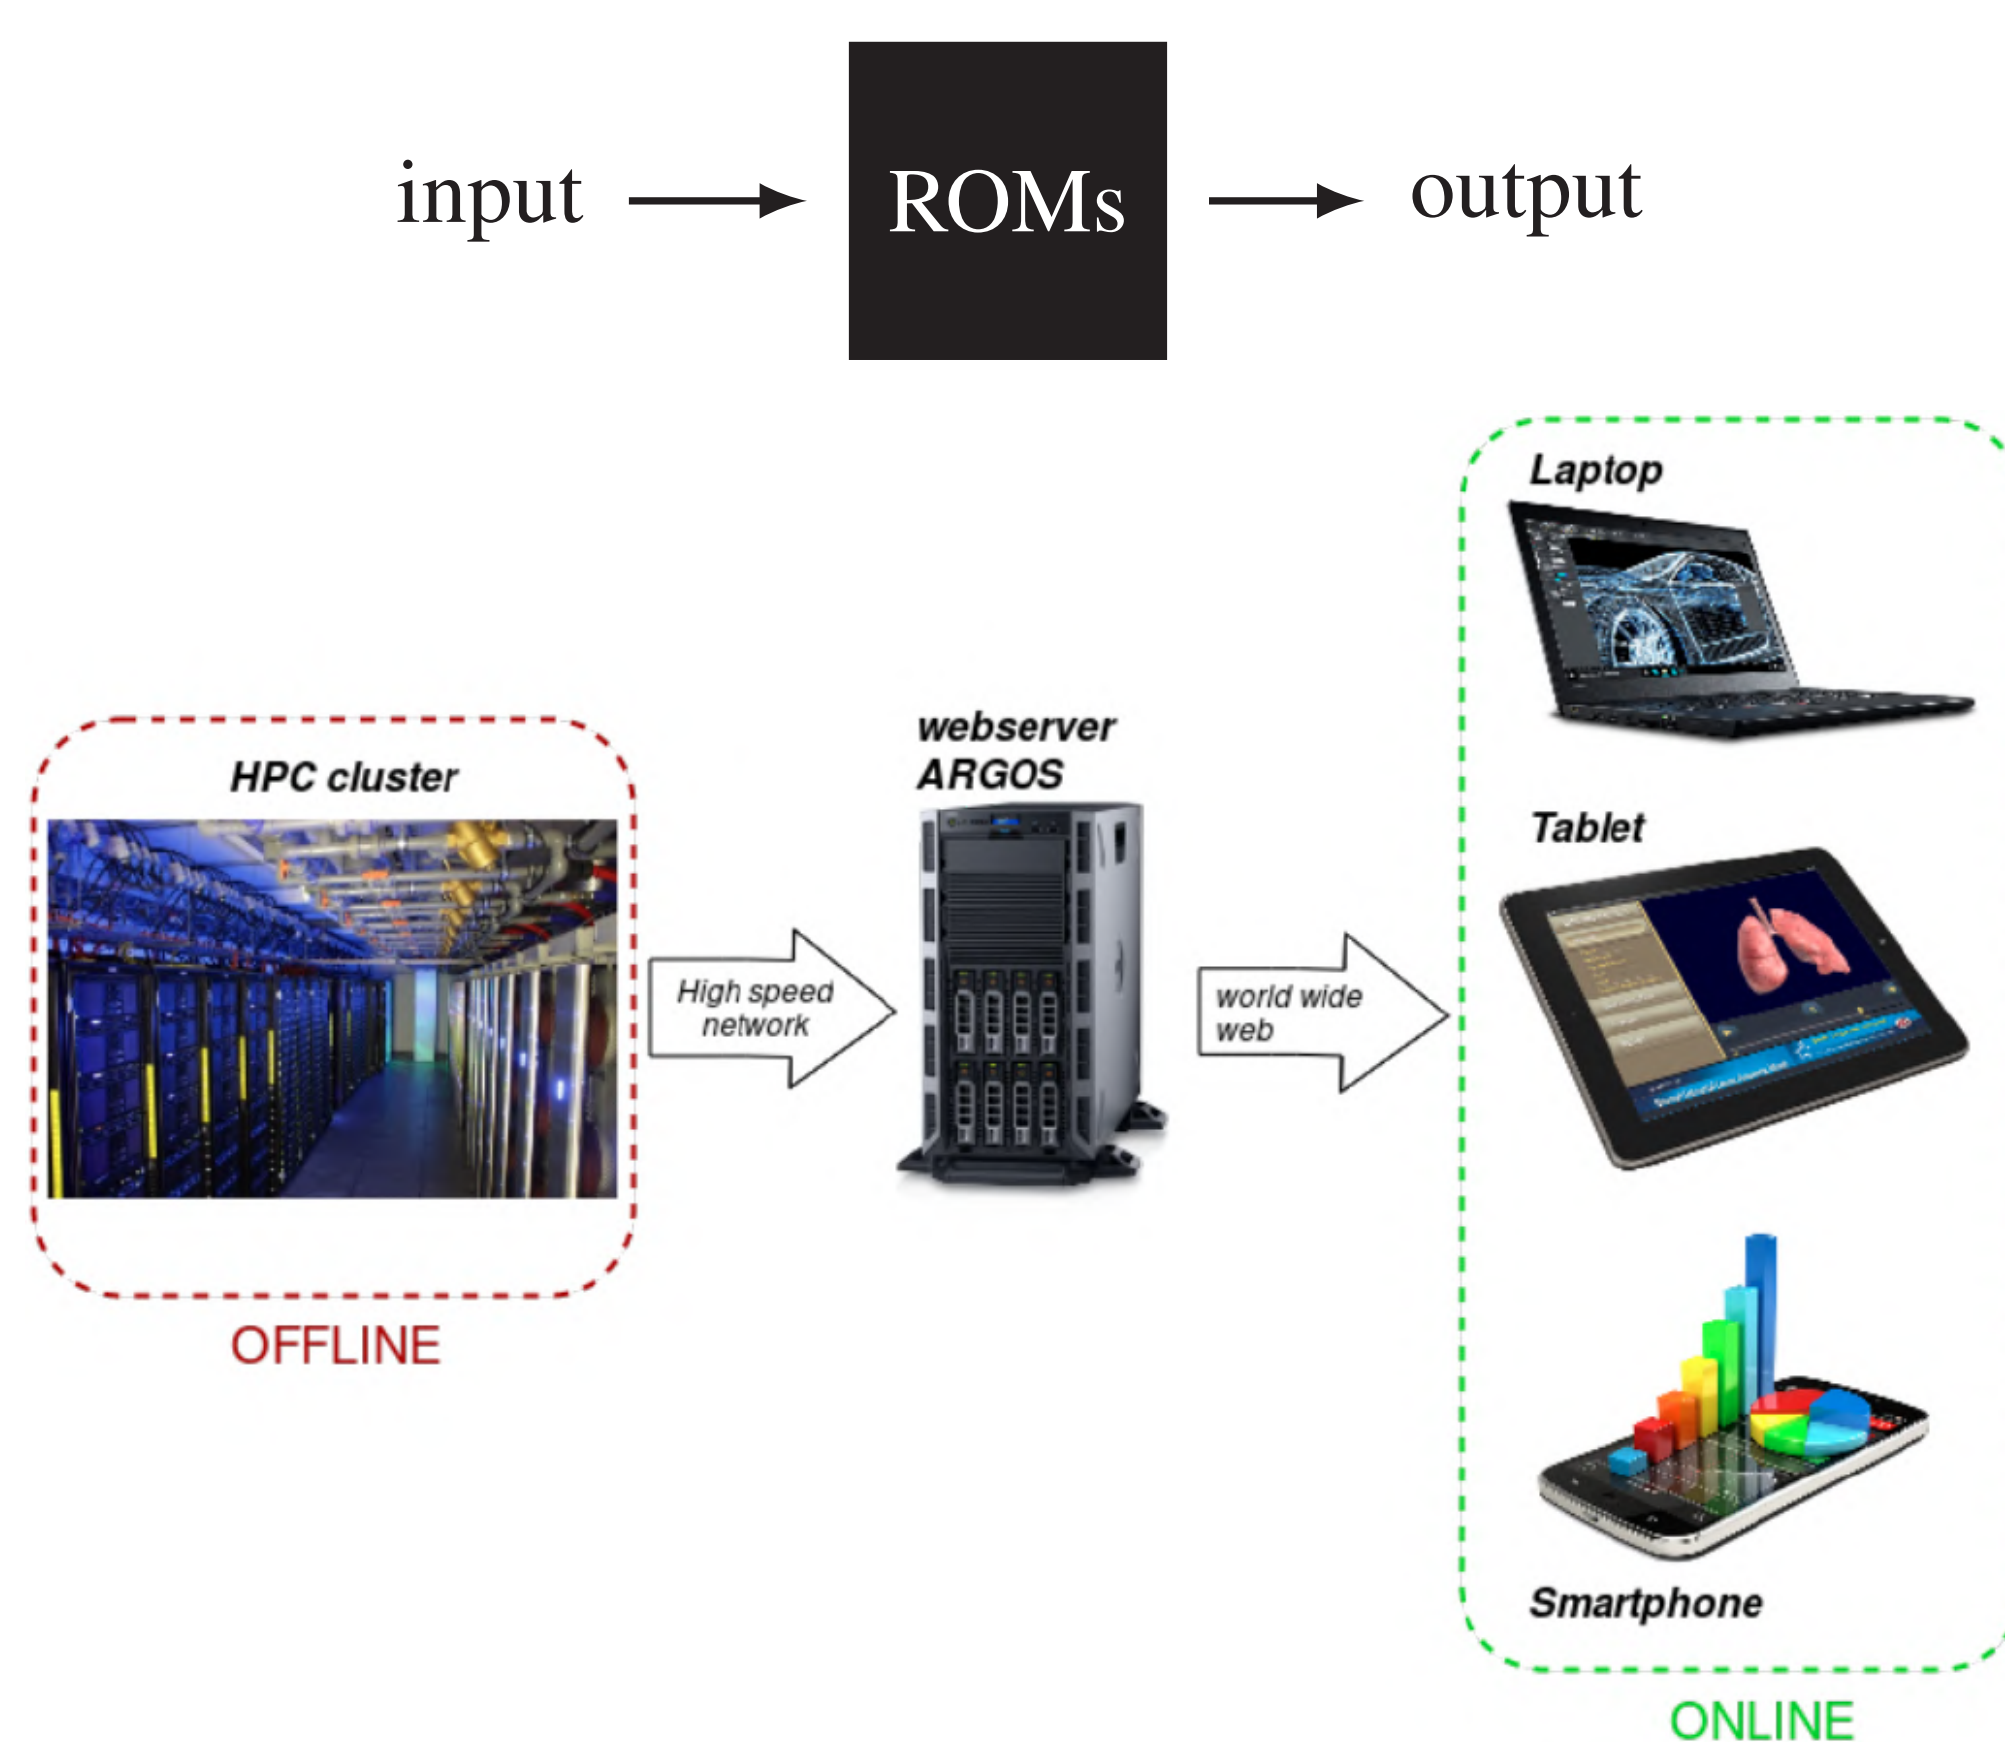 input
ROMs
output
HPC cluster
OFFLINE
High speed
network
webserver
ARGOS
world wide
web
Laptop
Tablet
Smartphone
ONLINE